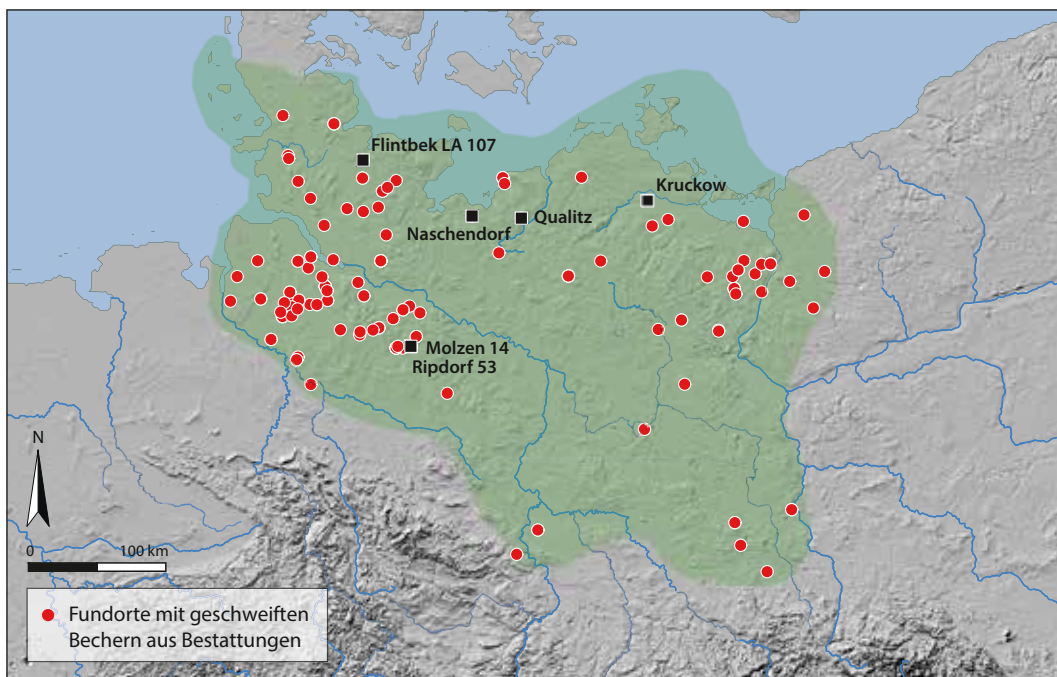 Flintbek LA 107
Kruckow
Qualitz
Naschendorf
Molzen 14
Ripdorf 53
N
0 100 km
Fundorte mit geschweiften
Bechern aus Bestattungen